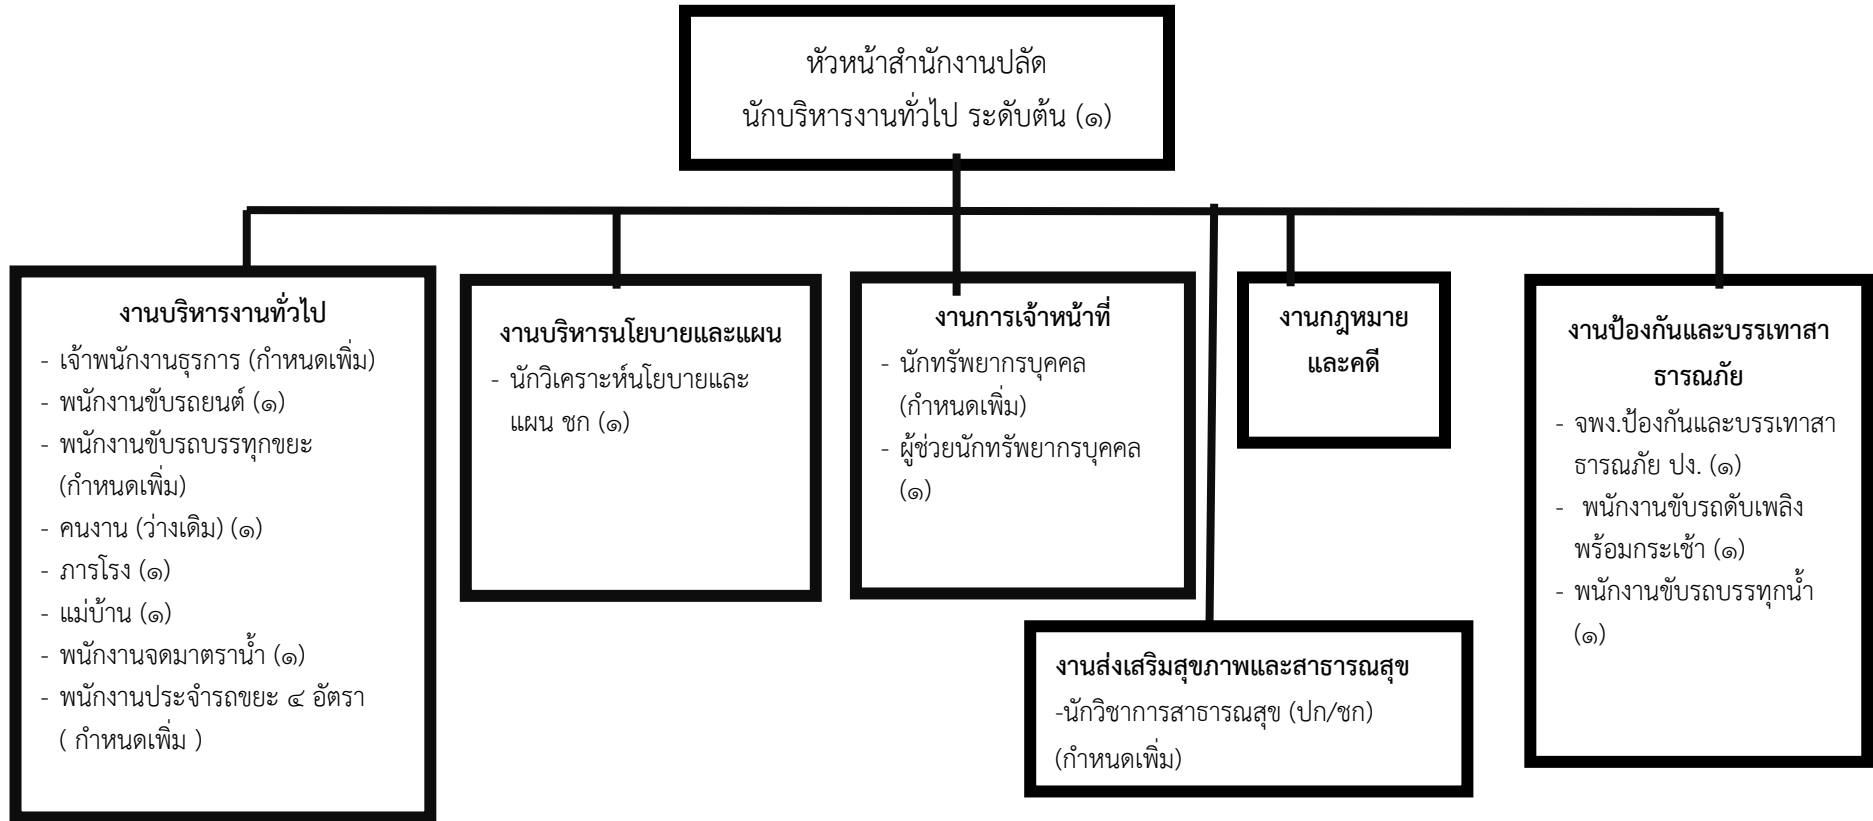 หัวหน้าสำนักงานปลัด
นักบริหารงานทั่วไป ระดับต้น (๑)
งานบริหารงานทั่วไป
- เจ้าพนักงานธุรการ (กำหนดเพิ่ม)
- พนักงานขับรถยนต์ (๑)
- พนักงานขับรถบรรทุกขยะ
(กำหนดเพิ่ม)
- คนงาน (ว่างเดิม) (๑)
- ภารโรง (๑)
- แม่บ้าน (๑)
- พนักงานจดมาตราน้ำ (๑)
- พนักงานประจำรถขยะ ๔ อัตรา
( กำหนดเพิ่ม )
งานบริหารนโยบายและแผน
- นักวิเคราะห์นโยบายและ
แผน ชก (๑)
งานการเจ้าหน้าที่
- นักทรัพยากรบุคคล
(กำหนดเพิ่ม)
- ผู้ช่วยนักทรัพยากรบุคคล
(๑)
งานกฎหมาย
และคดี
งานป้องกันและบรรเทาสา
ธารณภัย
- จพง.ป้องกันและบรรเทาสา
ธารณภัย ปง. (๑)
- พนักงานขับรถดับเพลิง
พร้อมกระเช้า (๑)
- พนักงานขับรถบรรทุกน้ำ
(๑)
งานส่งเสริมสุขภาพและสาธารณสุข
-นักวิชาการสาธารณสุข (ปก/ชก)
(กำหนดเพิ่ม)